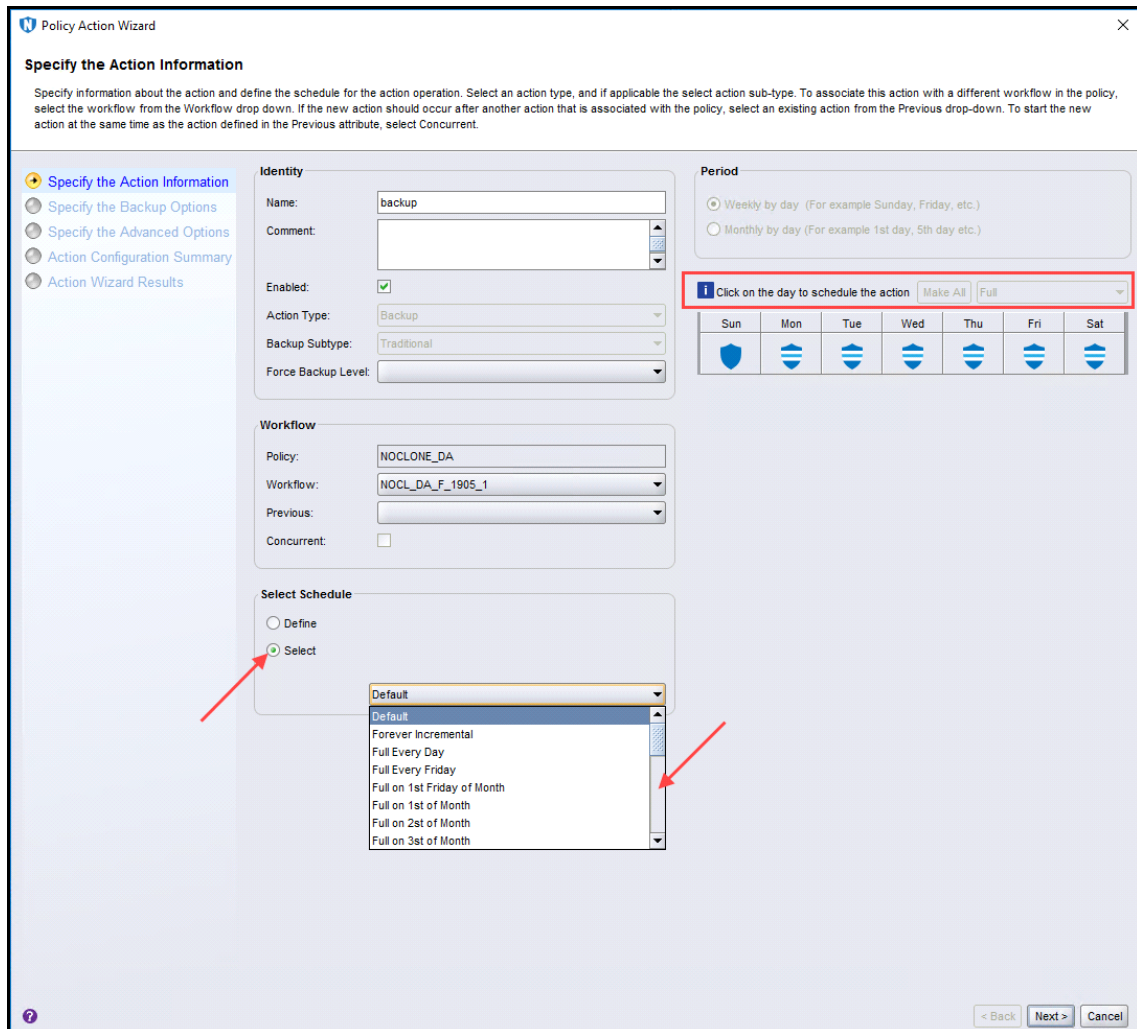 Policy Action Wizard
Specify the Action Information
Specify information about the action and define the schedule for the action operation. Select an action type, and if applicable the select action sub-type. To associate this action with a different workflow in the policy,
select the workflow from the Workflow drop down. If the new action should occur after another action that is associated with the policy, select an existing action from the Previous drop-down. To start the new
action at the same time as the action defined in the Previous attribute, select Concurrent.
Specify the Action Information
Specify the Backup Options
Specify the Advanced Options
Action Configuration Summary
Action Wizard Results
Identity
Name: backup
Comment:
Enabled:
Action Type: Backup
Backup Subtype: Traditional
Force Backup Level:
Workflow
Policy: NOCLONE_DA
Workflow: NOCL_DA_F_1905_1
Previous:
Concurrent:
Select Schedule
Define
Select
Default
Default
Forever Incremental
Full Every Day
Full Every Friday
Full on 1st Friday of Month
Full on 1st of Month
Full on 2st of Month
Full on 3st of Month
Period
Weekly by day (For example Sunday, Friday, etc.)
Monthly by day (For example 1st day, 5th day etc.)
i Click on the day to schedule the action Make All Full
Sun Mon Tue Wed Thu Fri Sat
? < Back Next > Cancel